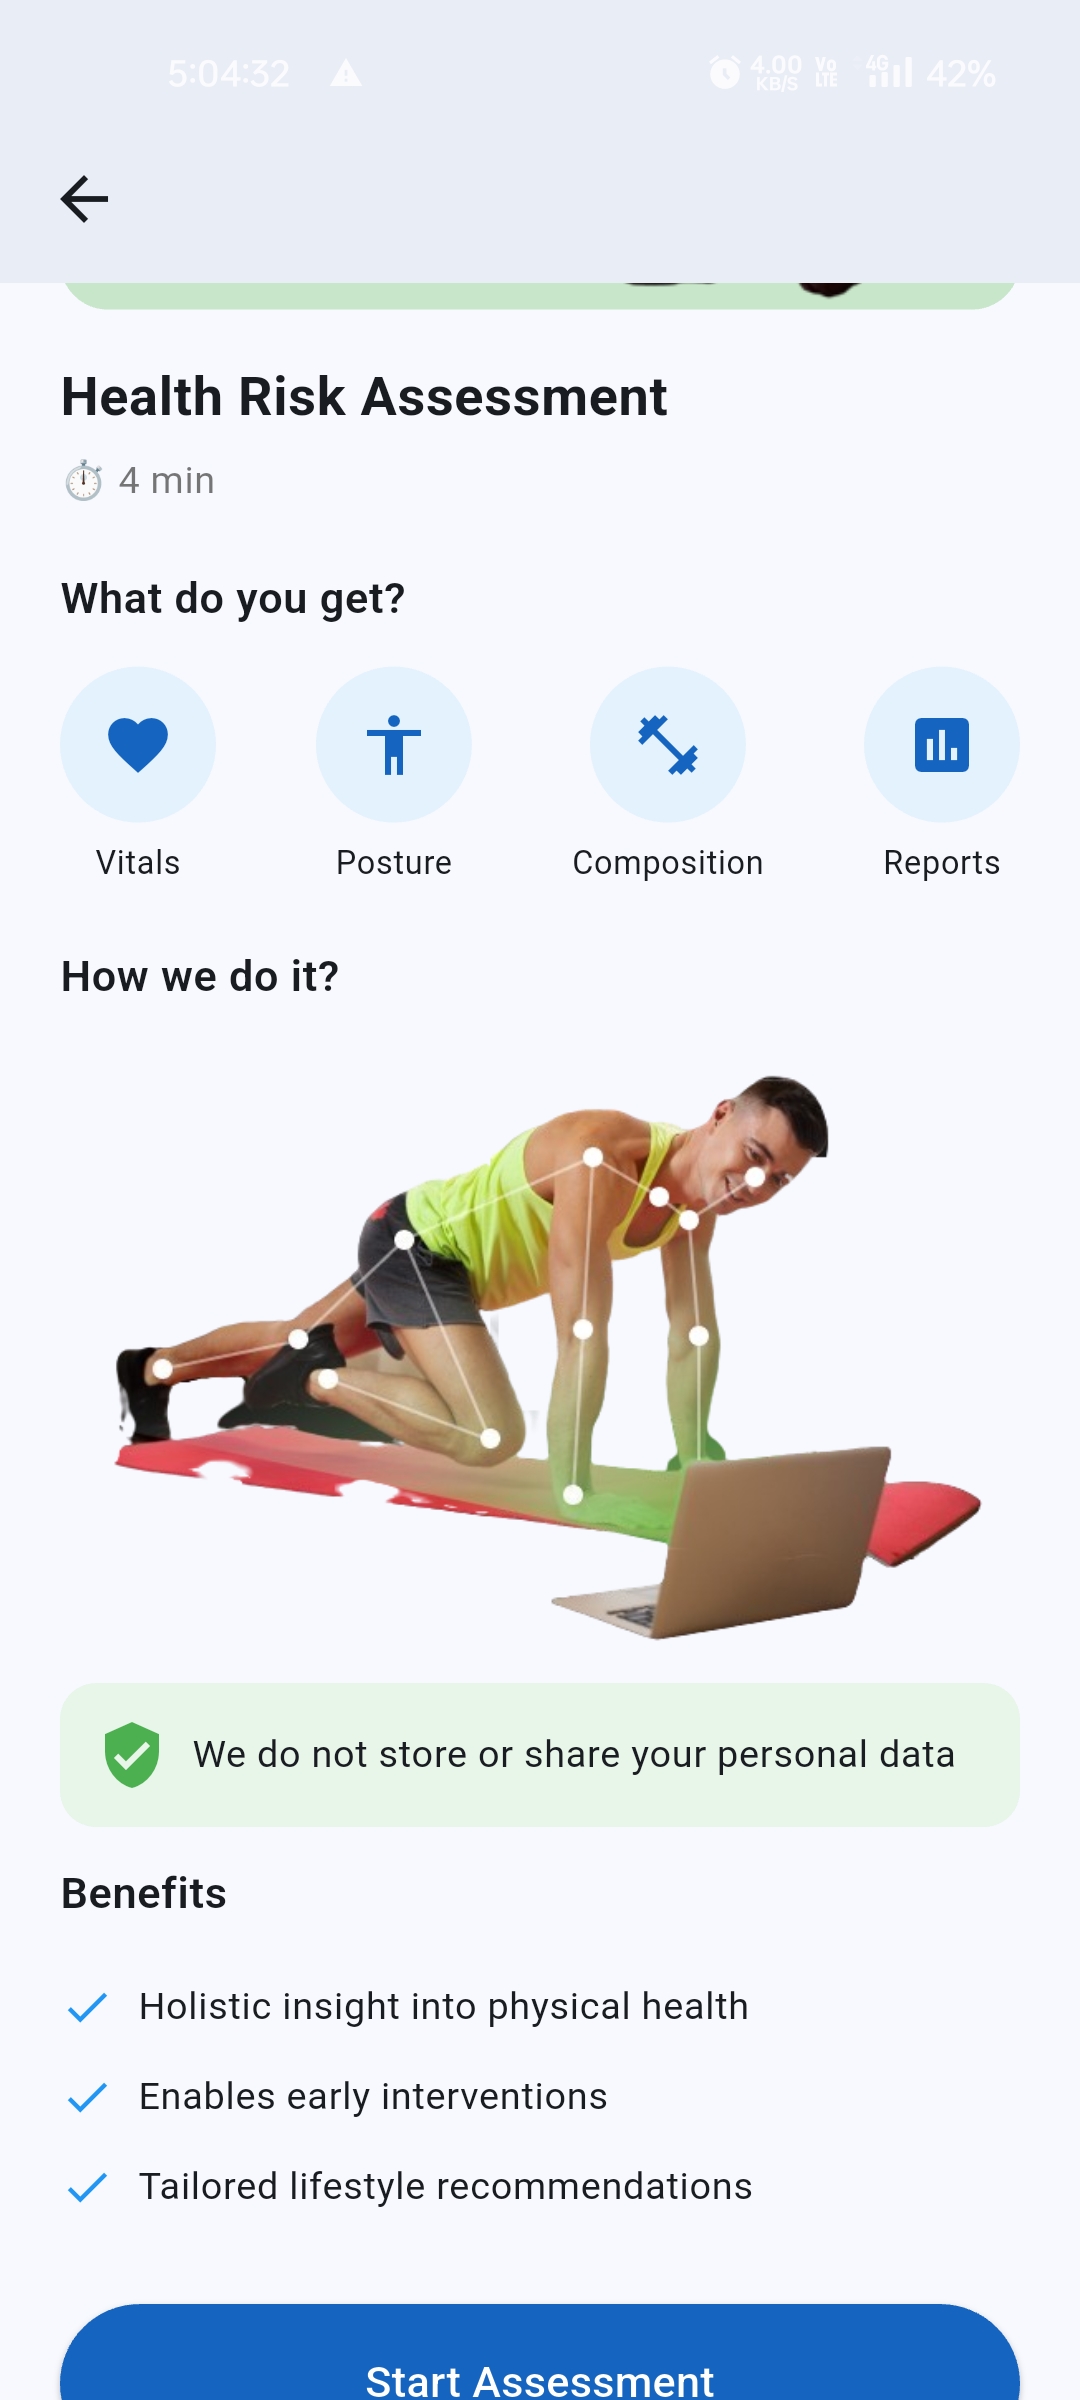 5:04:32
4.00 KB/S Vo LTE 4G 42%
Health Risk Assessment
4 min
What do you get?
Vitals Posture Composition Reports
How we do it?
We do not store or share your personal data
Benefits
Holistic insight into physical health
Enables early interventions
Tailored lifestyle recommendations
Start Assessment